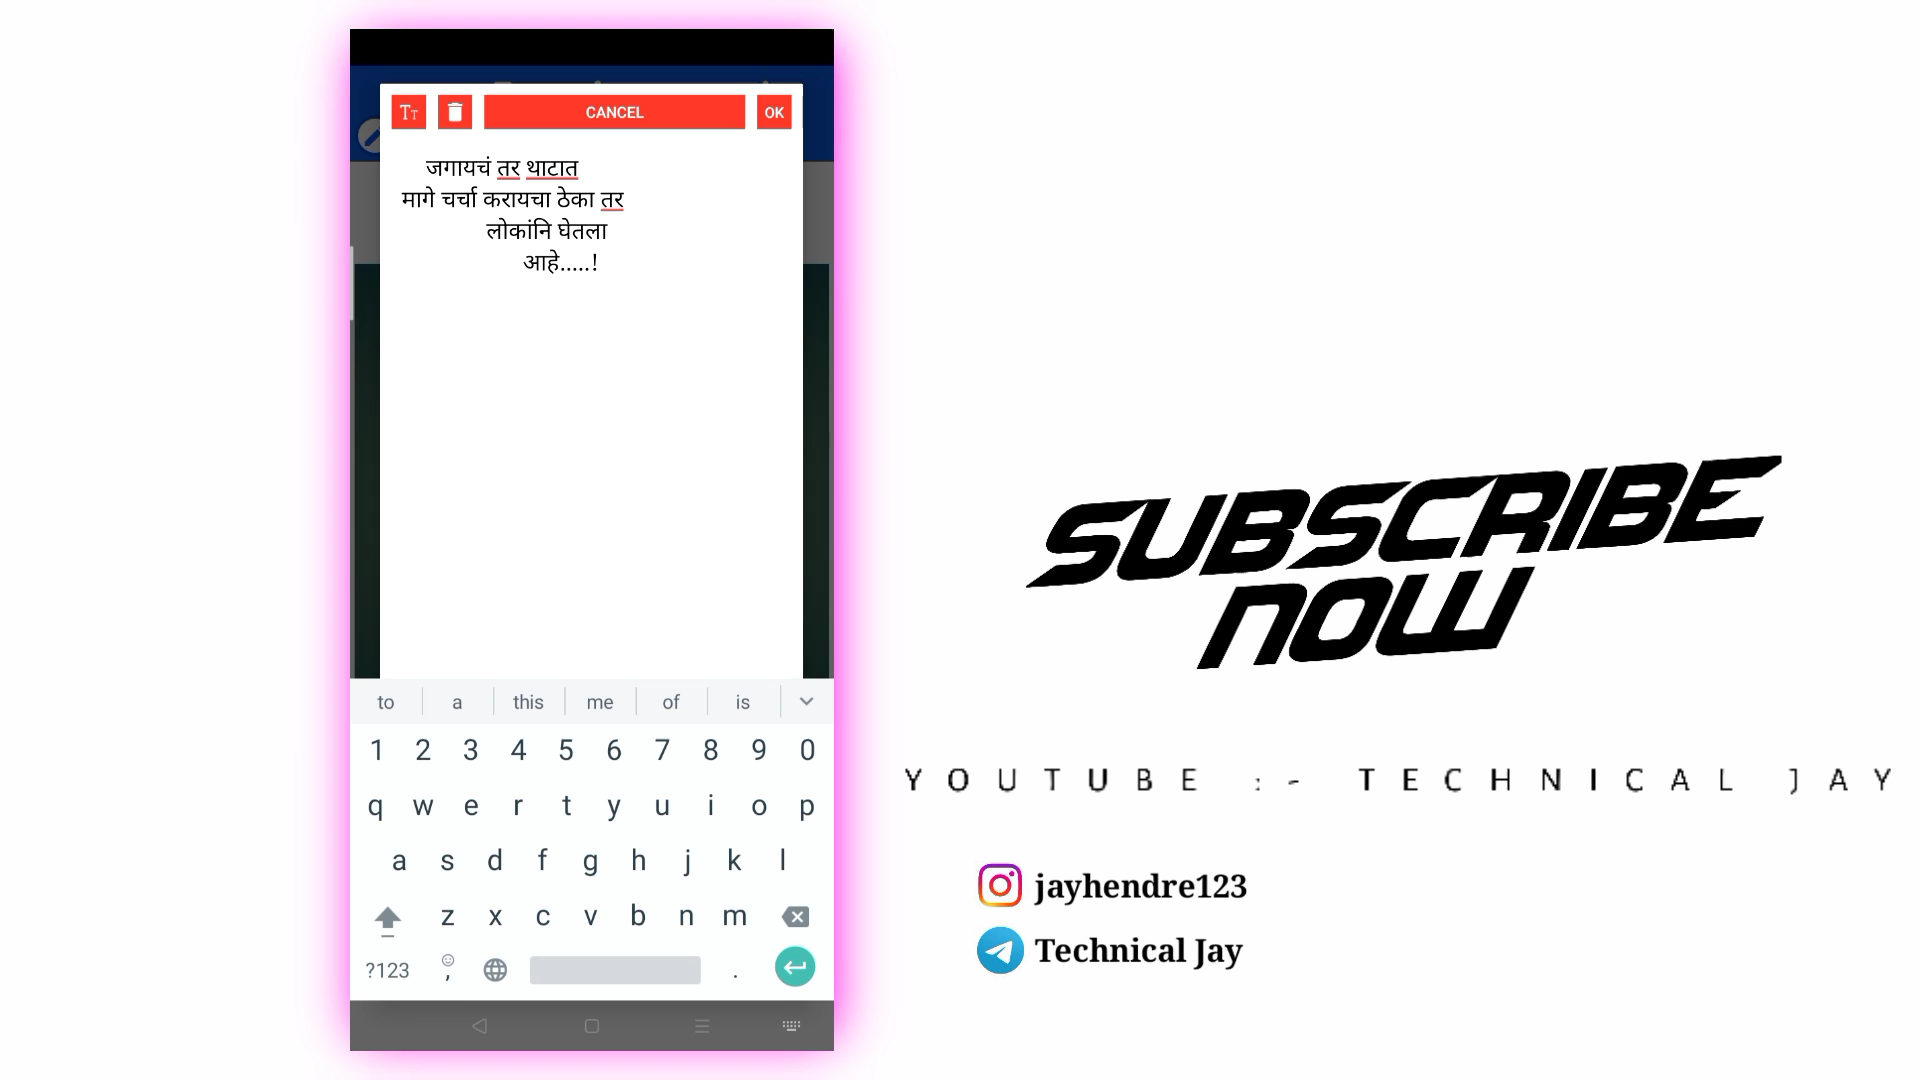 Tт
CANCEL
OK
जगायचं तर थाटात
मागे चर्चा करायचा ठेका तर
लोकांनि घेतला
आहे.....!
to a this me of is
1 2 3 4 5 6 7 8 9 0
q w e r t y u i o p
a s d f g h j k l
z x c v b n m
?123 , .
SUBSCRIBE
NOW
YOUTUBE :- TECHNICAL JAY
jayhendre123
Technical Jay